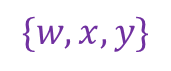 {w, x, y}